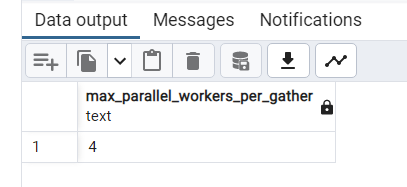 Data output Messages Notifications
max_parallel_workers_per_gather
text
1 4